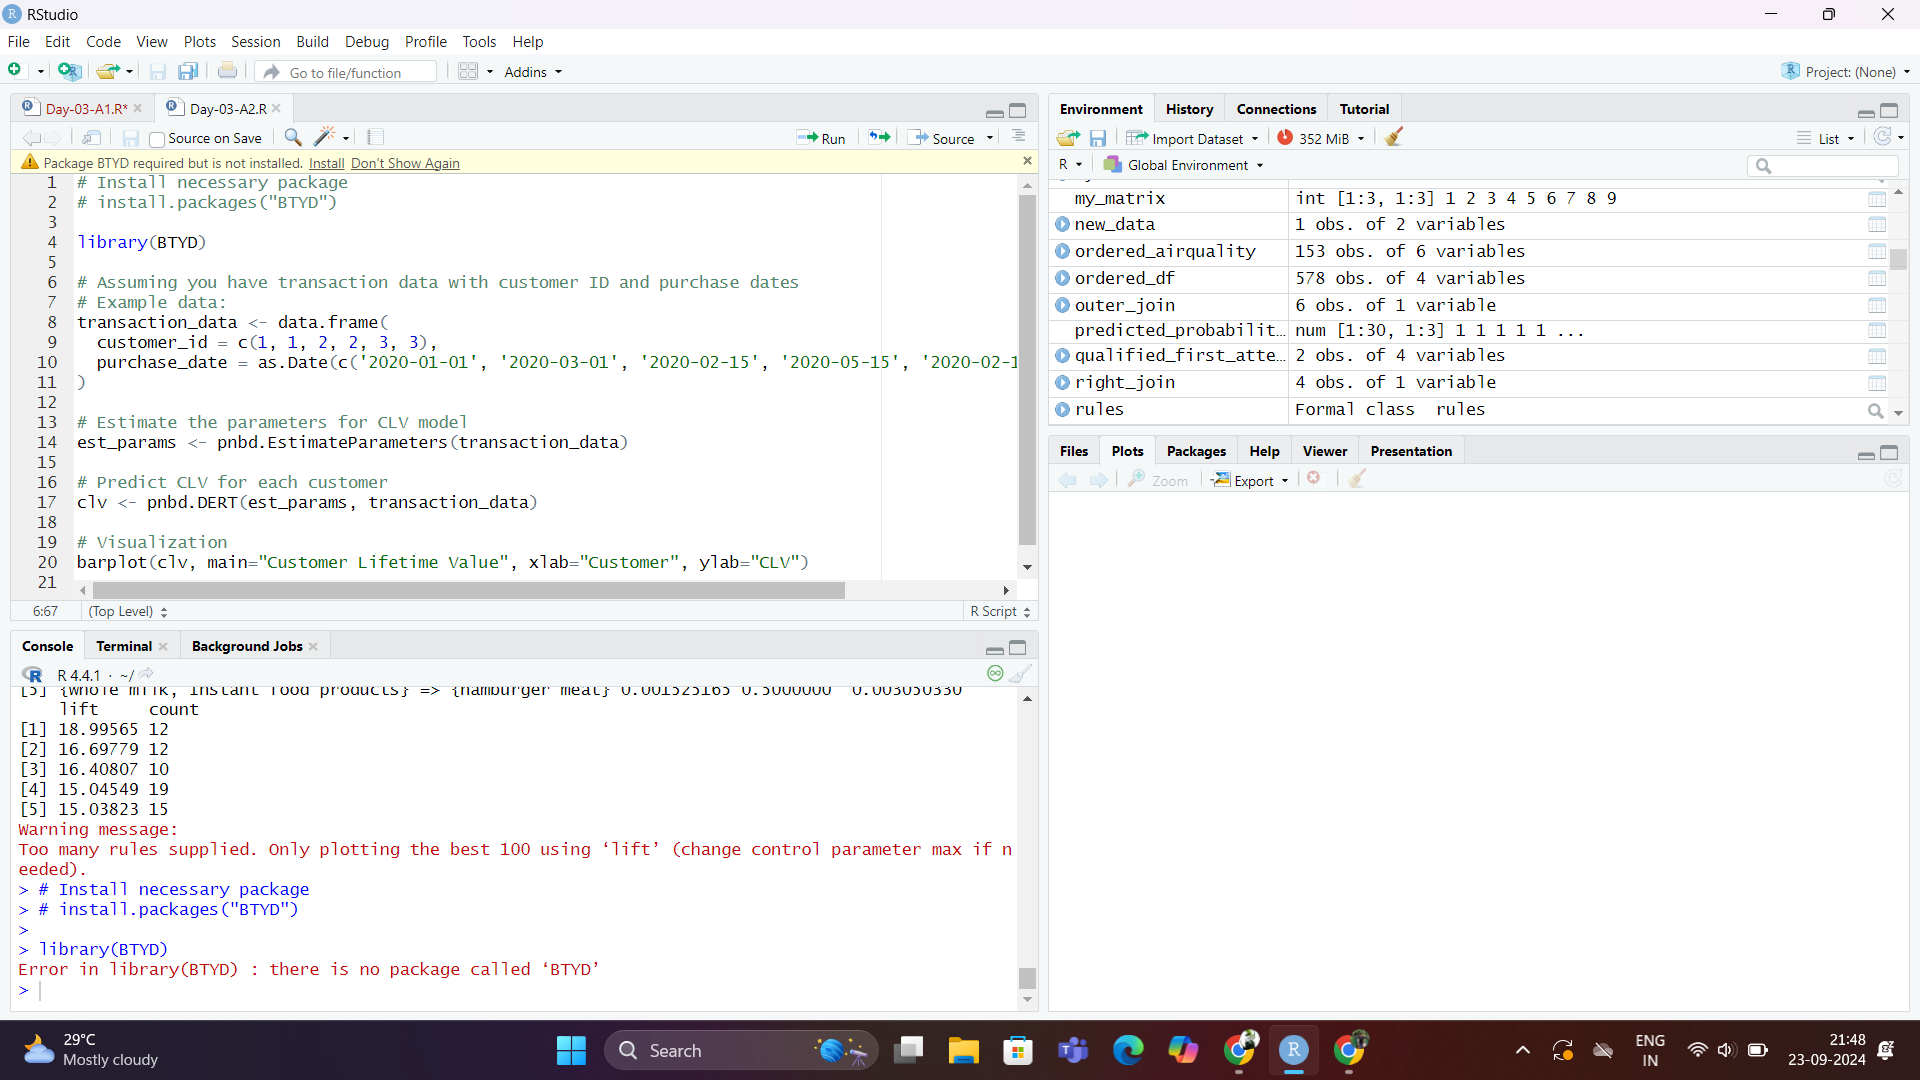 RStudio
File Edit Code View Plots Session Build Debug Profile Tools Help
Go to file/function Addins Project: (None)
Day-03-A1.R* Day-03-A2.R
Source on Save Run Source
Package BTYD required but is not installed. Install Don't Show Again
1 # Install necessary package
2 # install.packages("BTYD")
3
4 library(BTYD)
5
6 # Assuming you have transaction data with customer ID and purchase dates
7 # Example data:
8 transaction_data <- data.frame(
9 customer_id = c(1, 1, 2, 2, 3, 3),
10 purchase_date = as.Date(c('2020-01-01', '2020-03-01', '2020-02-15', '2020-05-15', '2020-02-1
11 )
12
13 # Estimate the parameters for CLV model
14 est_params <- pnbd.EstimateParameters(transaction_data)
15
16 # Predict CLV for each customer
17 clv <- pnbd.DERT(est_params, transaction_data)
18
19 # Visualization
20 barplot(clv, main="Customer Lifetime Value", xlab="Customer", ylab="CLV")
21
6:67 (Top Level) R Script
Console Terminal Background Jobs
R 4.4.1 · ~/
[5] {whole milk, instant food products} => {hamburger meat} 0.001525165 0.5000000 0.003050330
lift count
[1] 18.99565 12
[2] 16.69779 12
[3] 16.40807 10
[4] 15.04549 19
[5] 15.03823 15
Warning message:
Too many rules supplied. Only plotting the best 100 using ‘lift’ (change control parameter max if n
eeded).
> # Install necessary package
> # install.packages("BTYD")
>
> library(BTYD)
Error in library(BTYD) : there is no package called ‘BTYD’
>
Environment History Connections Tutorial
Import Dataset 352 MiB List
R Global Environment
my_matrix int [1:3, 1:3] 1 2 3 4 5 6 7 8 9
new_data 1 obs. of 2 variables
ordered_airquality 153 obs. of 6 variables
ordered_df 578 obs. of 4 variables
outer_join 6 obs. of 1 variable
predicted_probabilit… num [1:30, 1:3] 1 1 1 1 1 ...
qualified_first_atte… 2 obs. of 4 variables
right_join 4 obs. of 1 variable
rules Formal class rules
Files Plots Packages Help Viewer Presentation
Zoom Export
29°C
Mostly cloudy
Search
ENG
IN
21:48
23-09-2024